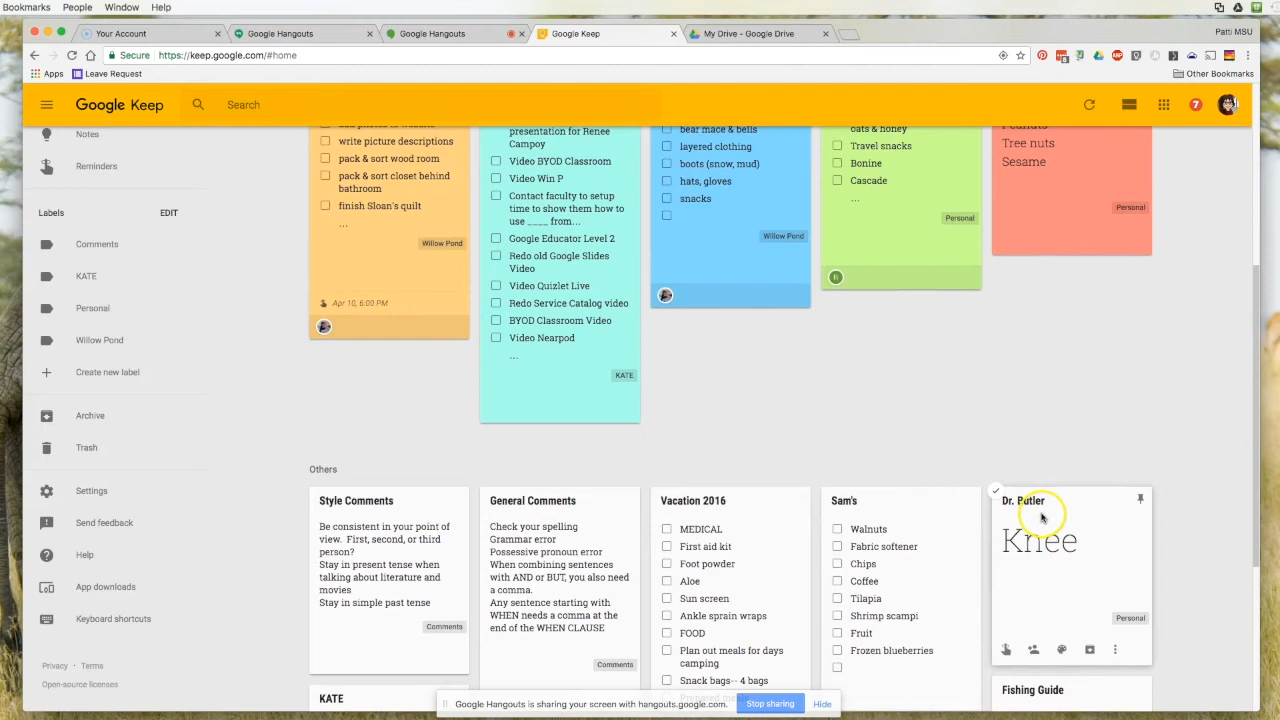 Bookmarks People Window Help
Your Account
Google Hangouts
Google Hangouts
Google Keep
My Drive - Google Drive
Patti MSU
Secure https://keep.google.com/#home
Apps
Leave Request
Other Bookmarks
Google Keep
Search
7
Notes
Reminders
Labels
EDIT
Comments
KATE
Personal
Willow Pond
Create new label
Archive
Trash
Settings
Send feedback
Help
App downloads
Keyboard shortcuts
Privacy · Terms
Open-source licenses
write picture descriptions
pack & sort wood room
pack & sort closet behind
bathroom
finish Sloan's quilt
...
Willow Pond
Apr 10, 6:00 PM
presentation for Renee
Campoy
Video BYOD Classroom
Video Win P
Contact faculty to setup
time to show them how to
use ____ from...
Google Educator Level 2
Redo old Google Slides
Video
Video Quizlet Live
Redo Service Catalog video
BYOD Classroom Video
Video Nearpod
...
KATE
bear mace & bells
layered clothing
boots (snow, mud)
hats, gloves
snacks
Willow Pond
oats & honey
Travel snacks
Bonine
Cascade
...
Personal
Peanuts
Tree nuts
Sesame
Personal
Others
Style Comments
Be consistent in your point of
view. First, second, or third
person?
Stay in present tense when
talking about literature and
movies
Stay in simple past tense
Comments
General Comments
Check your spelling
Grammar error
Possessive pronoun error
When combining sentences
with AND or BUT, you also need
a comma.
Any sentence starting with
WHEN needs a comma at the
end of the WHEN CLAUSE
Comments
Vacation 2016
MEDICAL
First aid kit
Foot powder
Aloe
Sun screen
Ankle sprain wraps
FOOD
Plan out meals for days
camping
Snack bags-- 4 bags
Sam's
Walnuts
Fabric softener
Chips
Coffee
Tilapia
Shrimp scampi
Fruit
Frozen blueberries
Dr.
Knee
Personal
KATE
Fishing Guide
Google Hangouts is sharing your screen with hangouts.google.com.
Stop sharing
Hide